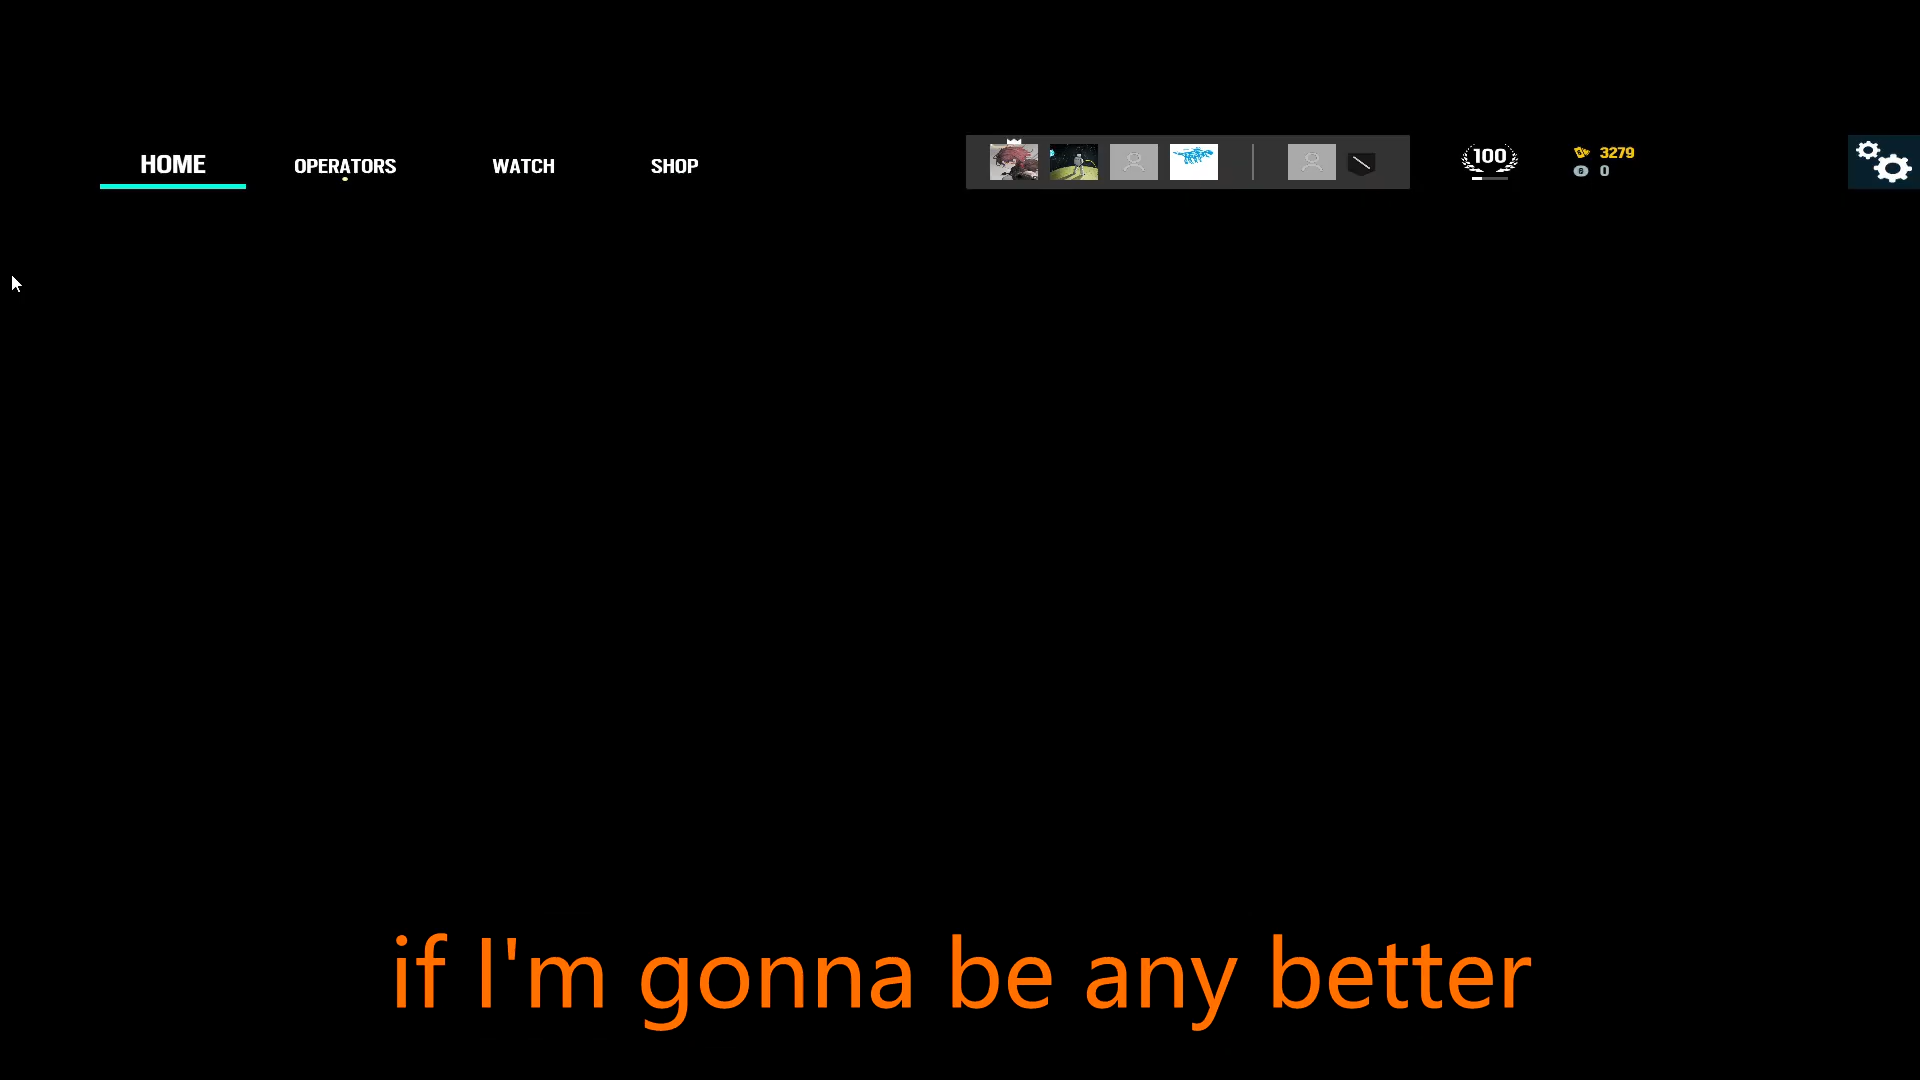 HOME
OPERATORS
WATCH
SHOP
100
3279
0
if I'm gonna be any better